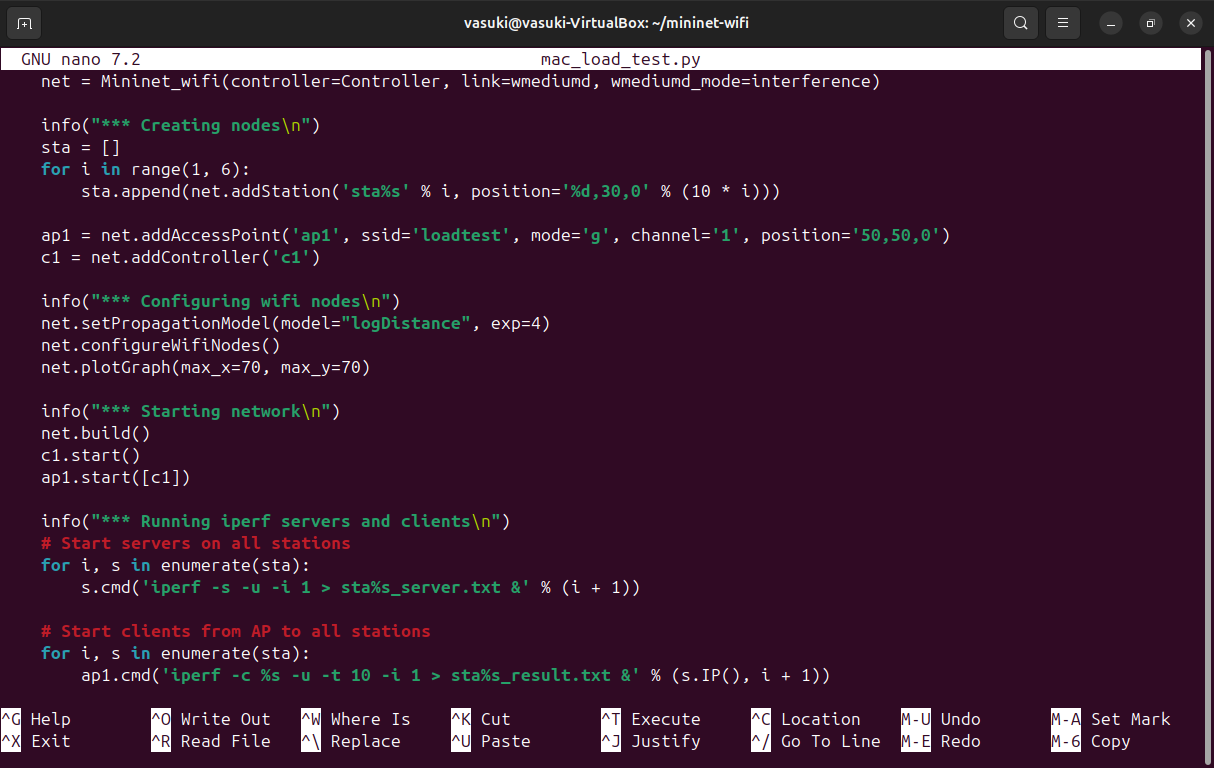 vasuki@vasuki-VirtualBox: ~/mininet-wifi
GNU nano 7.2 mac_load_test.py
net = Mininet_wifi(controller=Controller, link=wmediumd, wmediumd_mode=interference)
info("*** Creating nodes\n")
sta = []
for i in range(1, 6):
sta.append(net.addStation('sta%s' % i, position='%d,30,0' % (10 * i)))
ap1 = net.addAccessPoint('ap1', ssid='loadtest', mode='g', channel='1', position='50,50,0')
c1 = net.addController('c1')
info("*** Configuring wifi nodes\n")
net.setPropagationModel(model="logDistance", exp=4)
net.configureWifiNodes()
net.plotGraph(max_x=70, max_y=70)
info("*** Starting network\n")
net.build()
c1.start()
ap1.start([c1])
info("*** Running iperf servers and clients\n")
# Start servers on all stations
for i, s in enumerate(sta):
s.cmd('iperf -s -u -i 1 > sta%s_server.txt &' % (i + 1))
# Start clients from AP to all stations
for i, s in enumerate(sta):
ap1.cmd('iperf -c %s -u -t 10 -i 1 > sta%s_result.txt &' % (s.IP(), i + 1))
^G Help ^O Write Out ^W Where Is ^K Cut ^T Execute ^C Location M-U Undo M-A Set Mark
^X Exit ^R Read File ^\ Replace ^U Paste ^J Justify ^/ Go To Line M-E Redo M-6 Copy